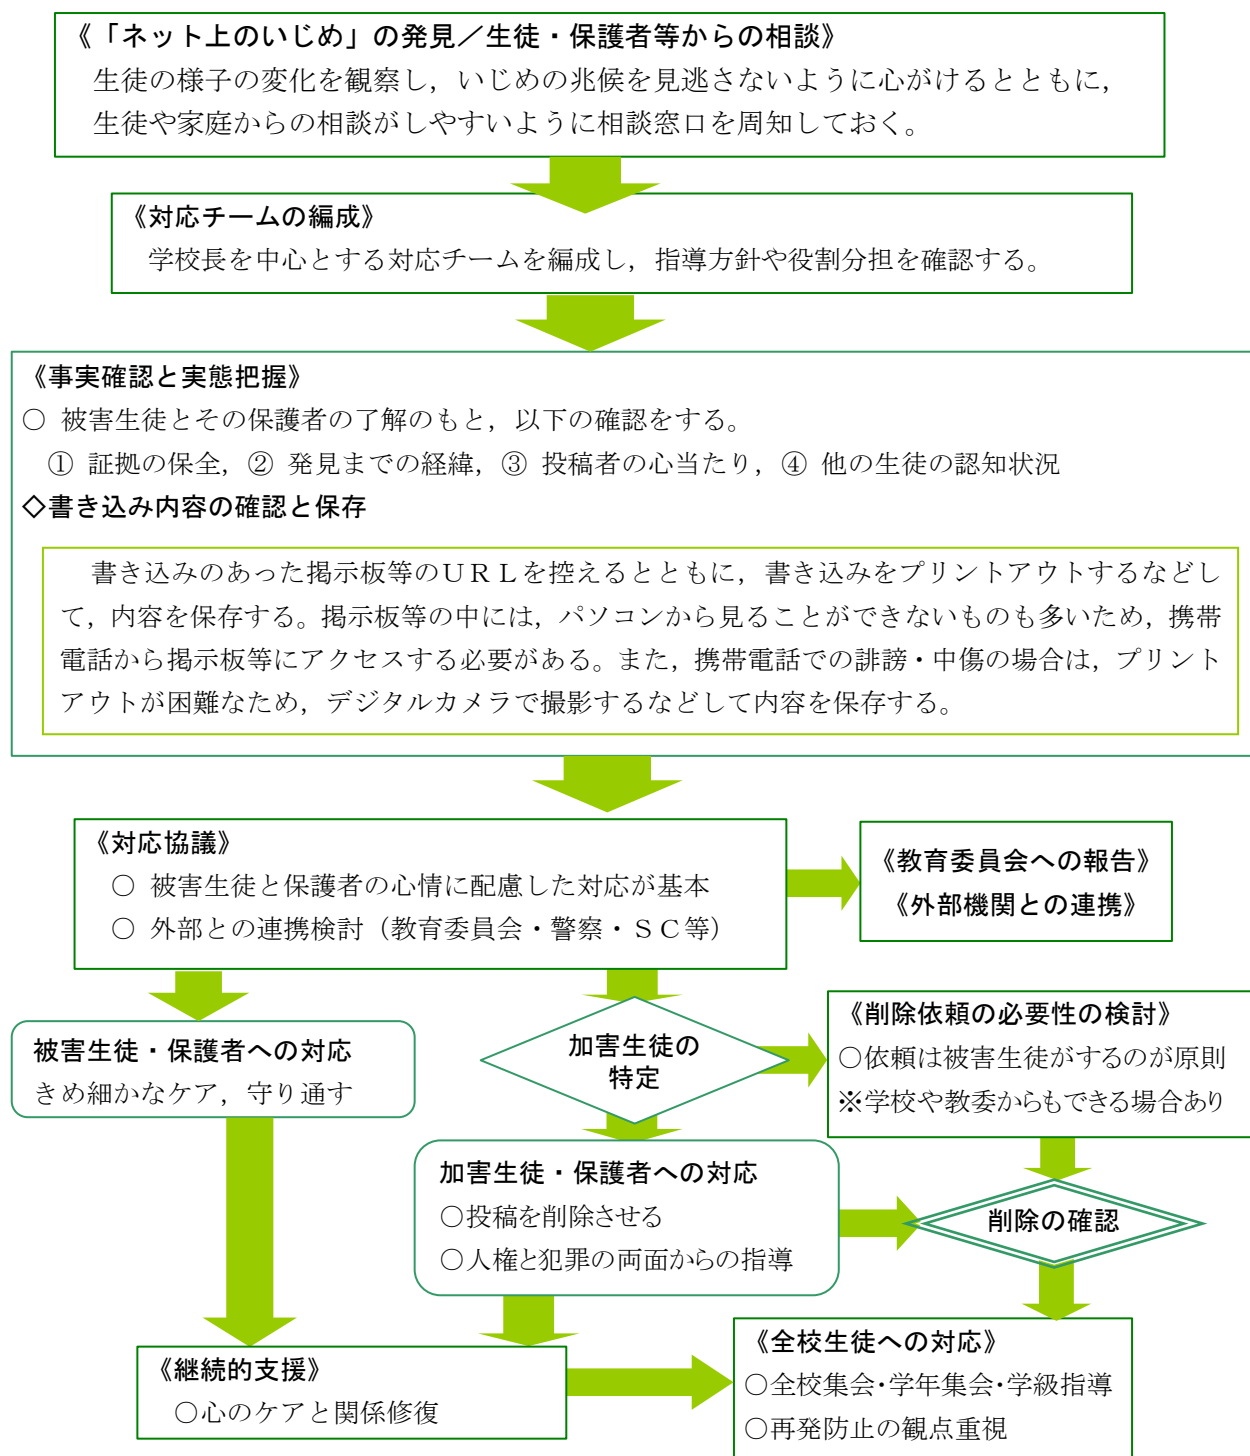 《「ネット上のいじめ」の発見／生徒・保護者等からの相談》
生徒の様子の変化を観察し，いじめの兆候を見逃さないように心がけるとともに，
生徒や家庭からの相談がしやすいように相談窓口を周知しておく。
《対応チームの編成》
学校長を中心とする対応チームを編成し，指導方針や役割分担を確認する。
《事実確認と実態把握》
○ 被害生徒とその保護者の了解のもと，以下の確認をする。
① 証拠の保全，② 発見までの経緯，③ 投稿者の心当たり，④ 他の生徒の認知状況
◇書き込み内容の確認と保存
書き込みのあった掲示板等のＵＲＬを控えるとともに，書き込みをプリントアウトするなどし
て，内容を保存する。掲示板等の中には，パソコンから見ることができないものも多いため，携帯
電話から掲示板等にアクセスする必要がある。また，携帯電話での誹謗・中傷の場合は，プリント
アウトが困難なため，デジタルカメラで撮影するなどして内容を保存する。
《対応協議》
○ 被害生徒と保護者の心情に配慮した対応が基本
○ 外部との連携検討（教育委員会・警察・ＳＣ等）
《教育委員会への報告》
《外部機関との連携》
被害生徒・保護者への対応
きめ細かなケア，守り通す
加害生徒の
特定
《削除依頼の必要性の検討》
○依頼は被害生徒がするのが原則
※学校や教委からもできる場合あり
加害生徒・保護者への対応
○投稿を削除させる
○人権と犯罪の両面からの指導
削除の確認
《継続的支援》
○心のケアと関係修復
《全校生徒への対応》
○全校集会・学年集会・学級指導
○再発防止の観点重視